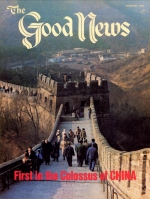 The
Good News
First in the Colossus of CHINA